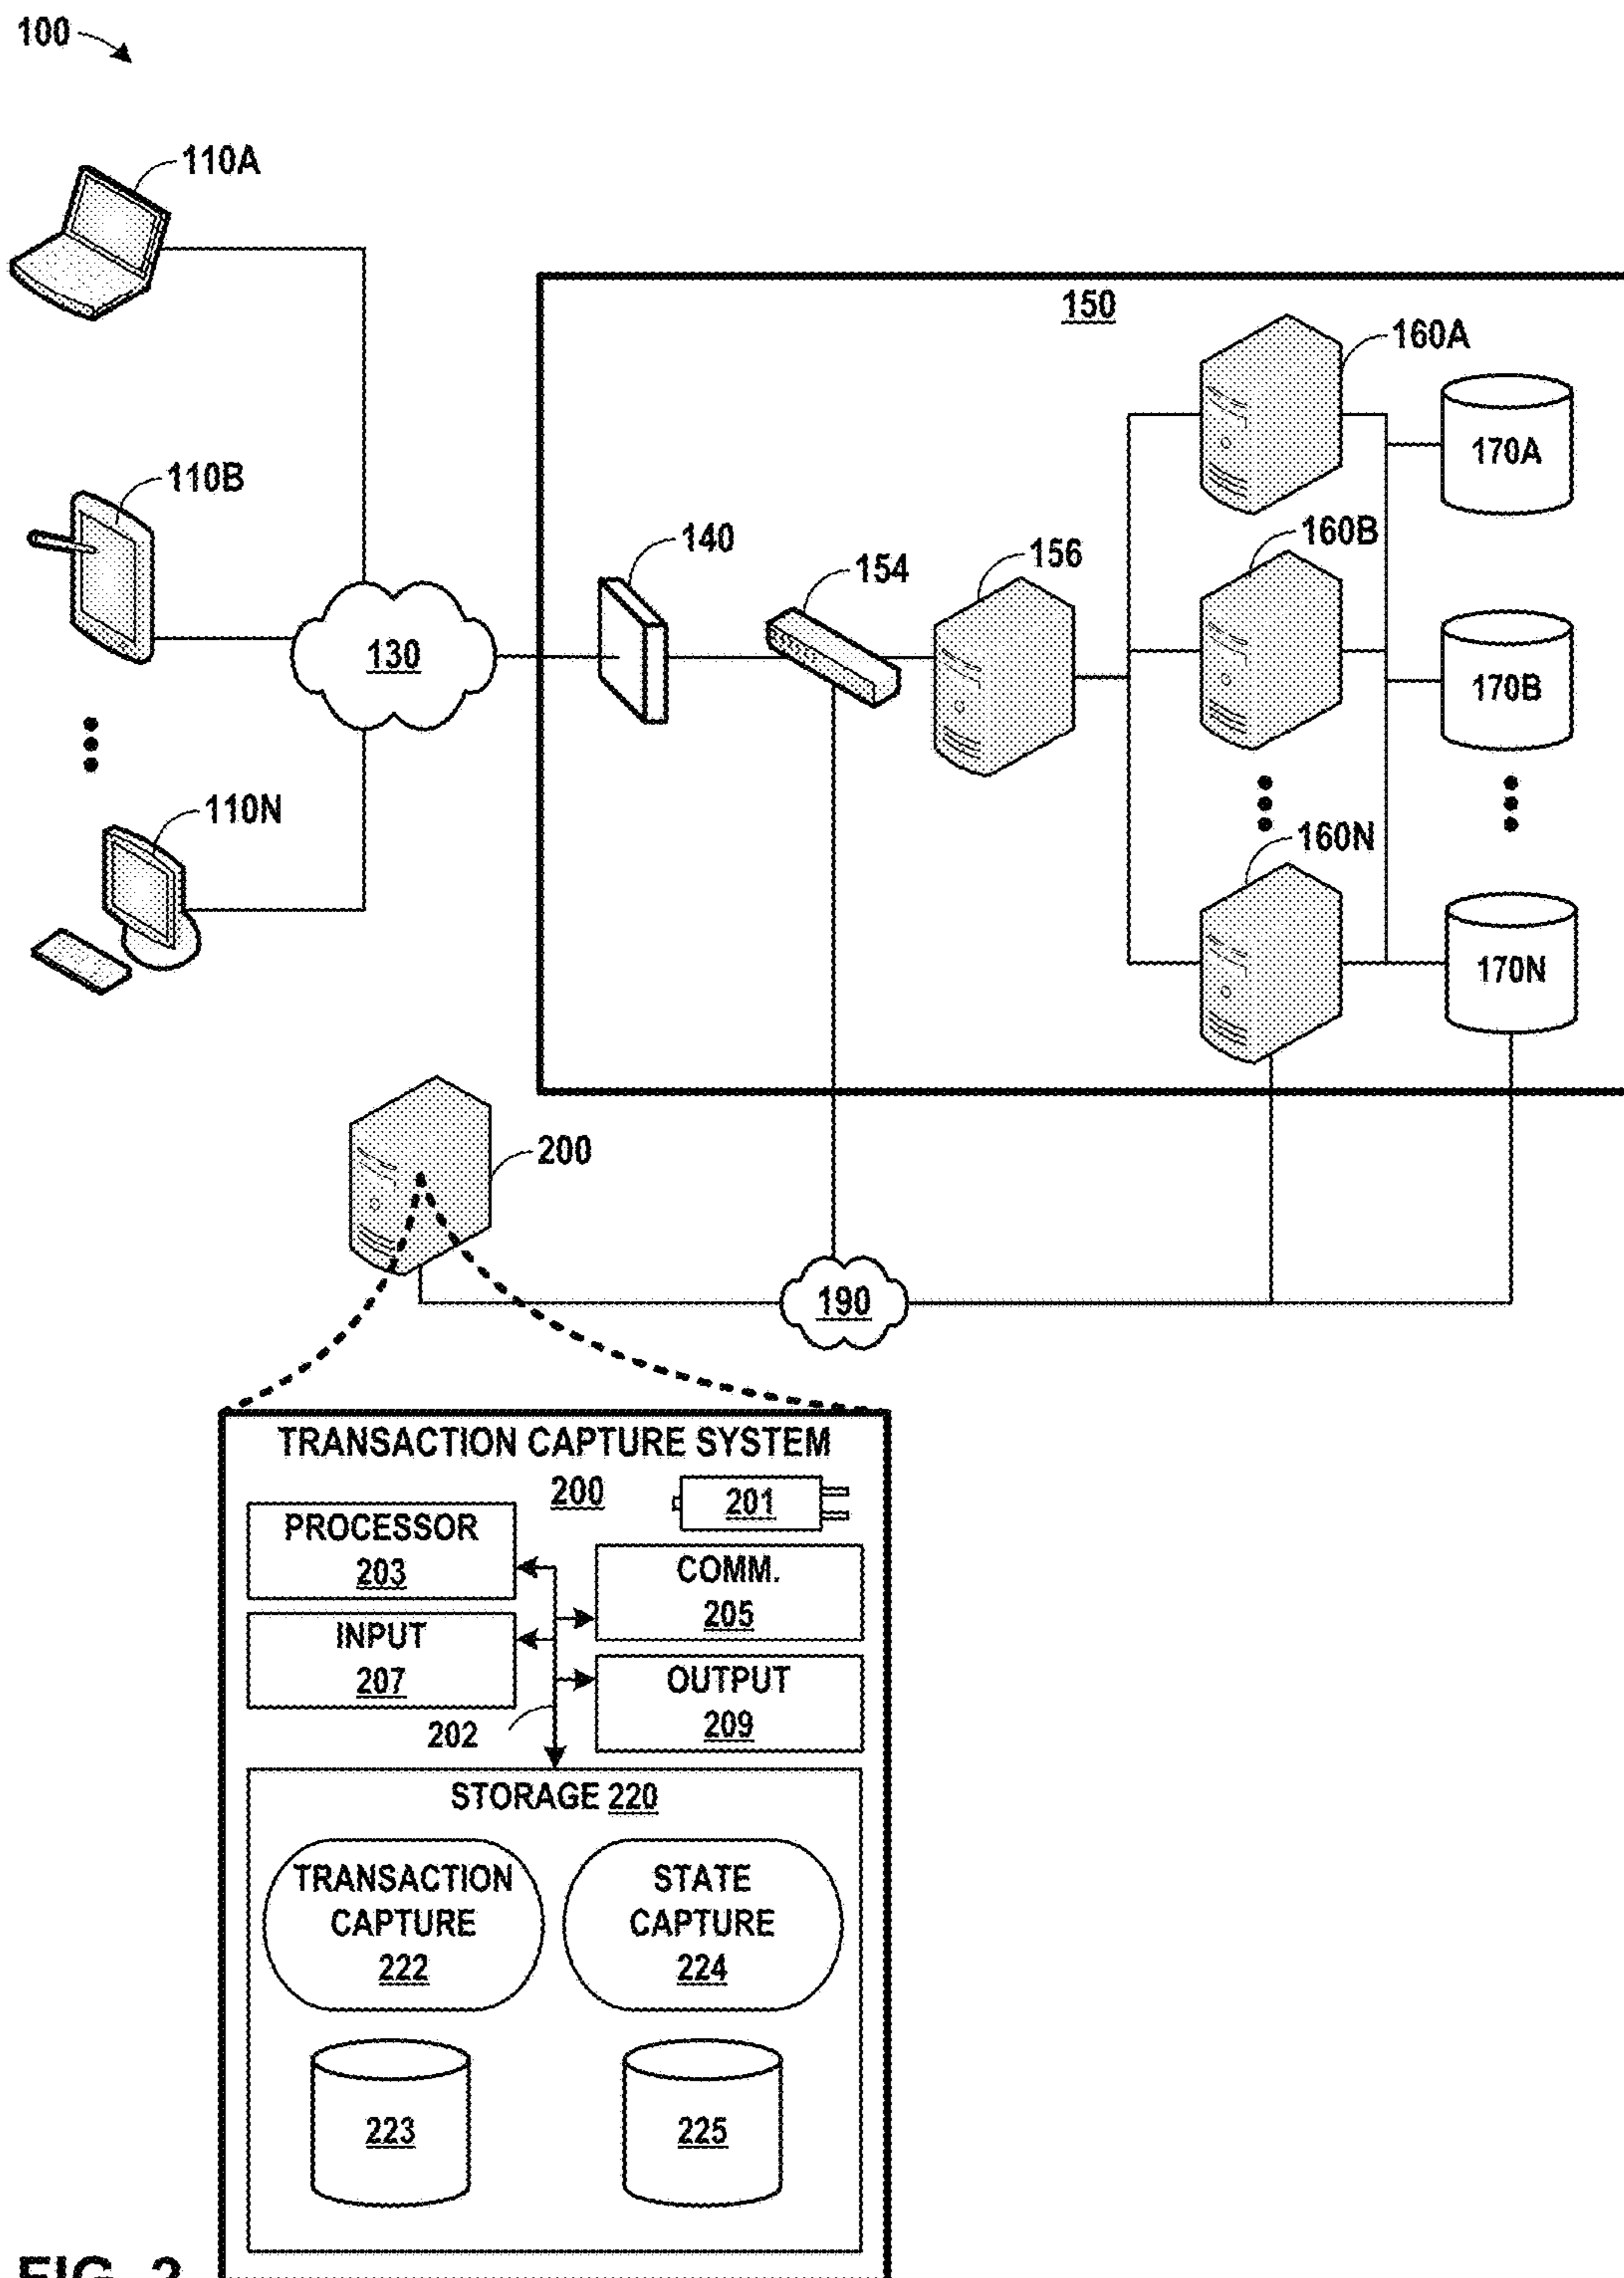 100
110A
150
160A
170A
110B
140
154
156
160B
130
170B
110N
160N
170N
200
190
TRANSACTION CAPTURE SYSTEM
200
201
PROCESSOR
203
COMM.
205
INPUT
207
OUTPUT
209
202
STORAGE 220
TRANSACTION
CAPTURE
222
STATE
CAPTURE
224
223
225
FIG. 2